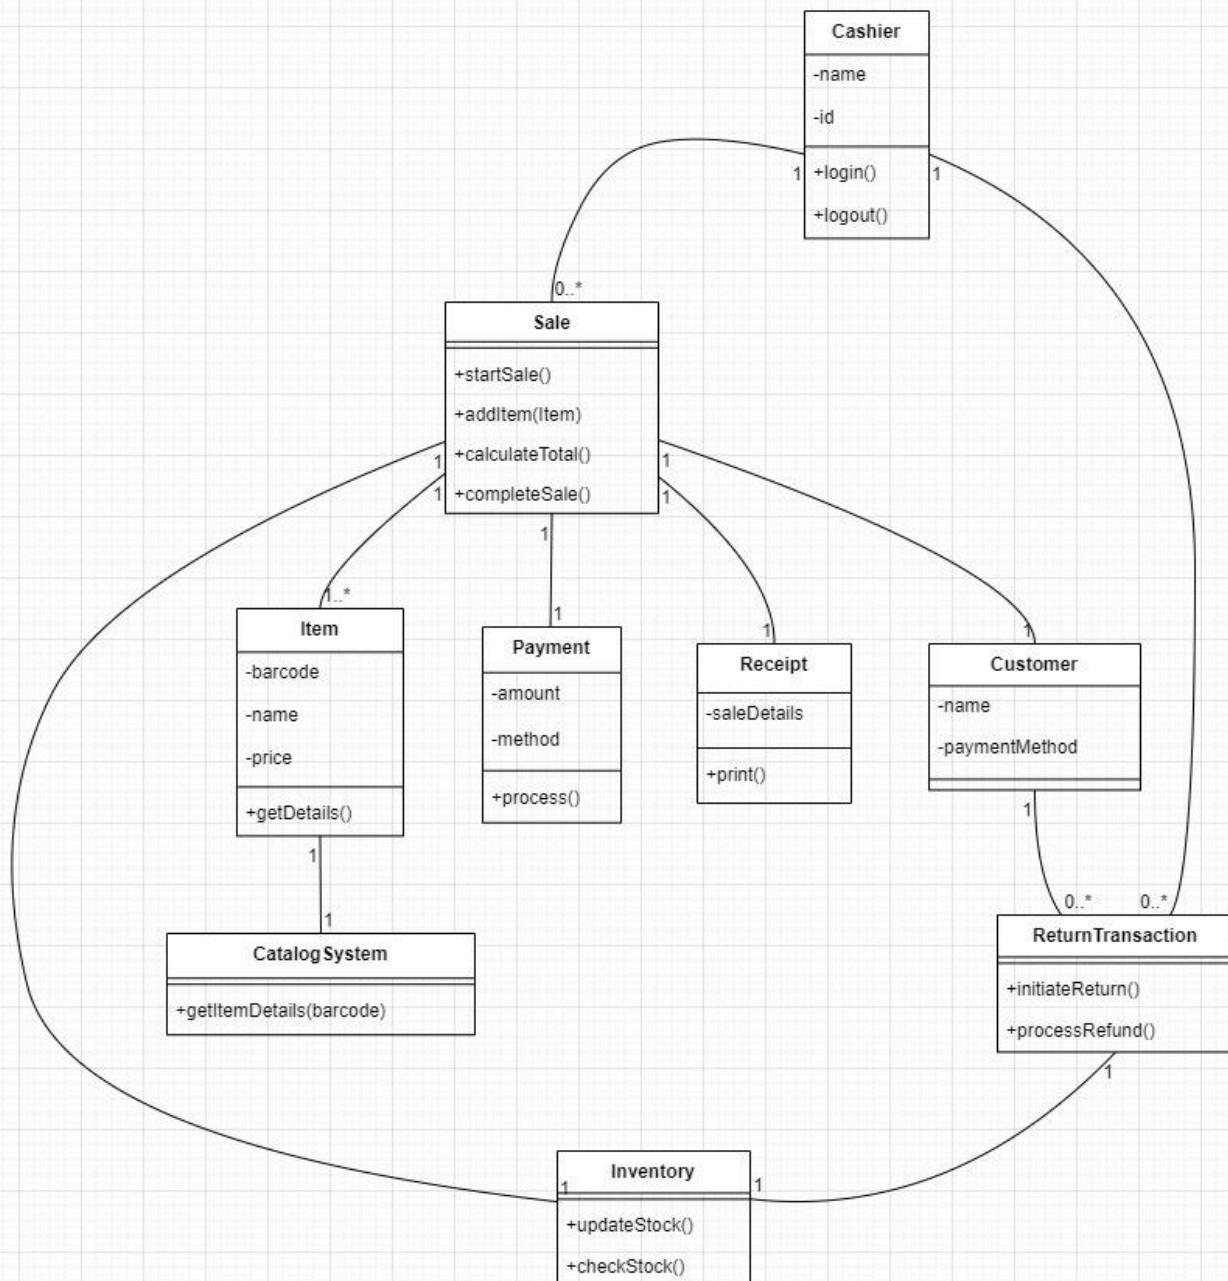 Cashier
-name
-id
+login()
+logout()
1
1
0..*
Sale
+startSale()
+addItem(Item)
+calculateTotal()
+completeSale()
1
1
1
1
1
1..*
1
1
1
Item
-barcode
-name
-price
+getDetails()
1
Payment
-amount
-method
+process()
Receipt
-saleDetails
+print()
Customer
-name
-paymentMethod
1
0..*
0..*
1
CatalogSystem
+getItemDetails(barcode)
ReturnTransaction
+initiateReturn()
+processRefund()
1
Inventory
1
1
+updateStock()
+checkStock()